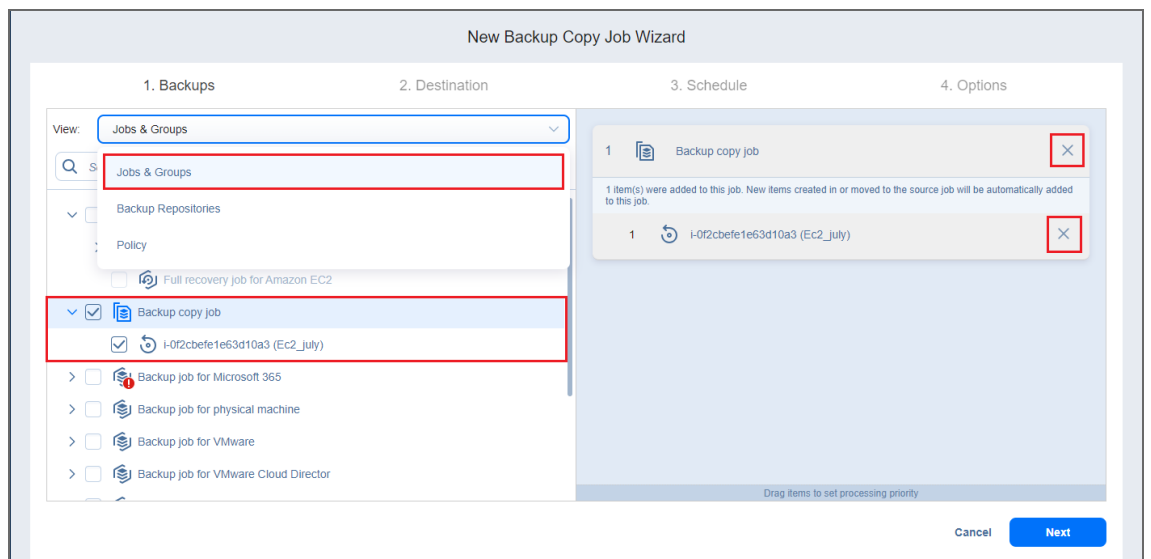 New Backup Copy Job Wizard
1. Backups
2. Destination
3. Schedule
4. Options
View:
Jobs & Groups
Jobs & Groups
Backup Repositories
Policy
Full recovery job for Amazon EC2
Backup copy job
i-0f2cbefe1e63d10a3 (Ec2_july)
Backup job for Microsoft 365
Backup job for physical machine
Backup job for VMware
Backup job for VMware Cloud Director
1 Backup copy job
1 item(s) were added to this job. New items created in or moved to the source job will be automatically added
to this job.
1 i-0f2cbefe1e63d10a3 (Ec2_july)
Drag items to set processing priority
Cancel
Next